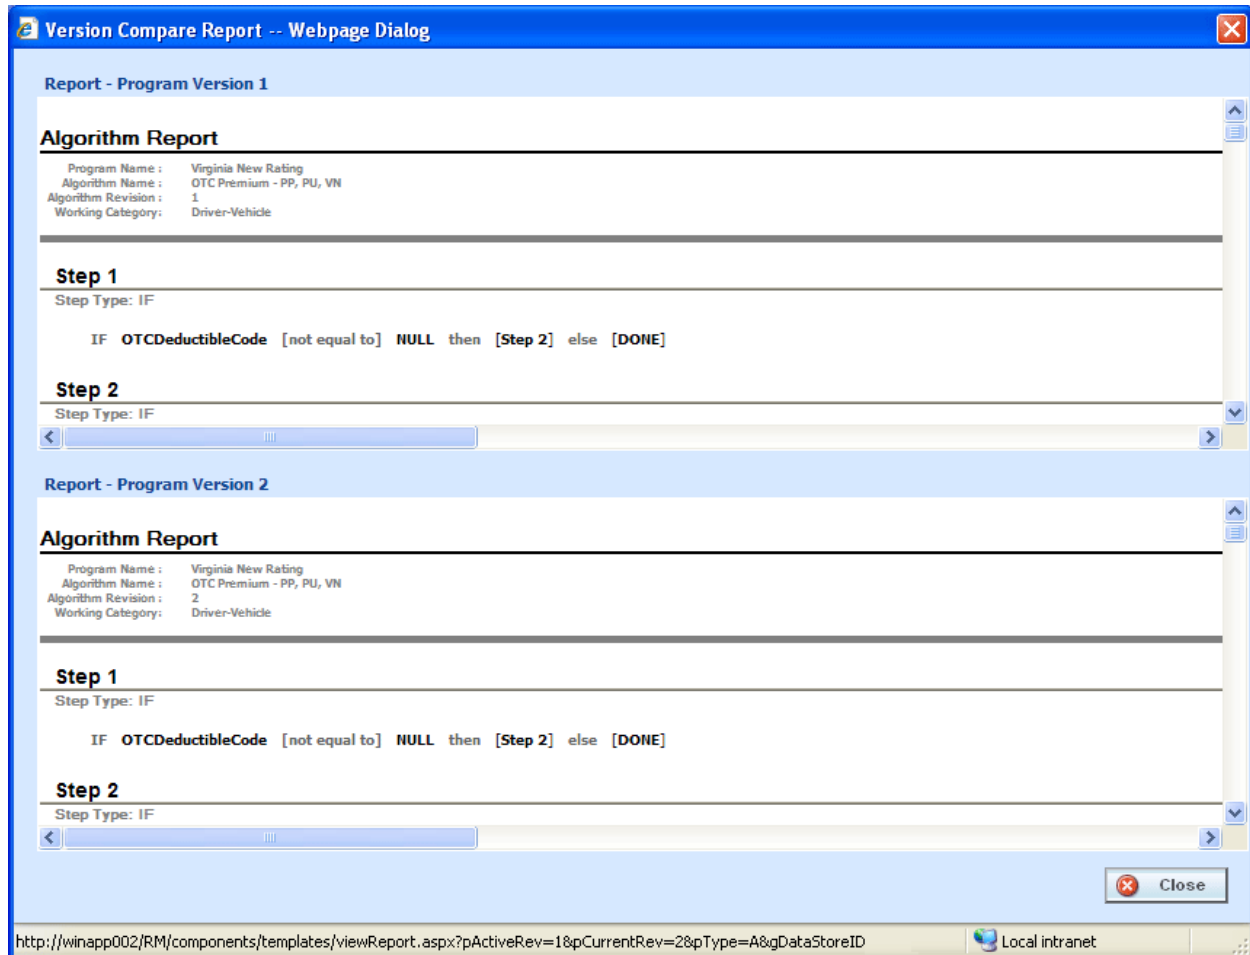 Version Compare Report -- Webpage Dialog
Report - Program Version 1
Algorithm Report
Program Name : Virginia New Rating
Algorithm Name : OTC Premium - PP, PU, VN
Algorithm Revision : 1
Working Category: Driver-Vehicle
Step 1
Step Type: IF
IF OTCDeductibleCode [not equal to] NULL then [Step 2] else [DONE]
Step 2
Step Type: IF
Report - Program Version 2
Algorithm Report
Program Name : Virginia New Rating
Algorithm Name : OTC Premium - PP, PU, VN
Algorithm Revision : 2
Working Category: Driver-Vehicle
Step 1
Step Type: IF
IF OTCDeductibleCode [not equal to] NULL then [Step 2] else [DONE]
Step 2
Step Type: IF
Close
http://winapp002/RM/components/templates/viewReport.aspx?pActiveRev=1&pCurrentRev=2&pType=A&gDataStoreID Local intranet